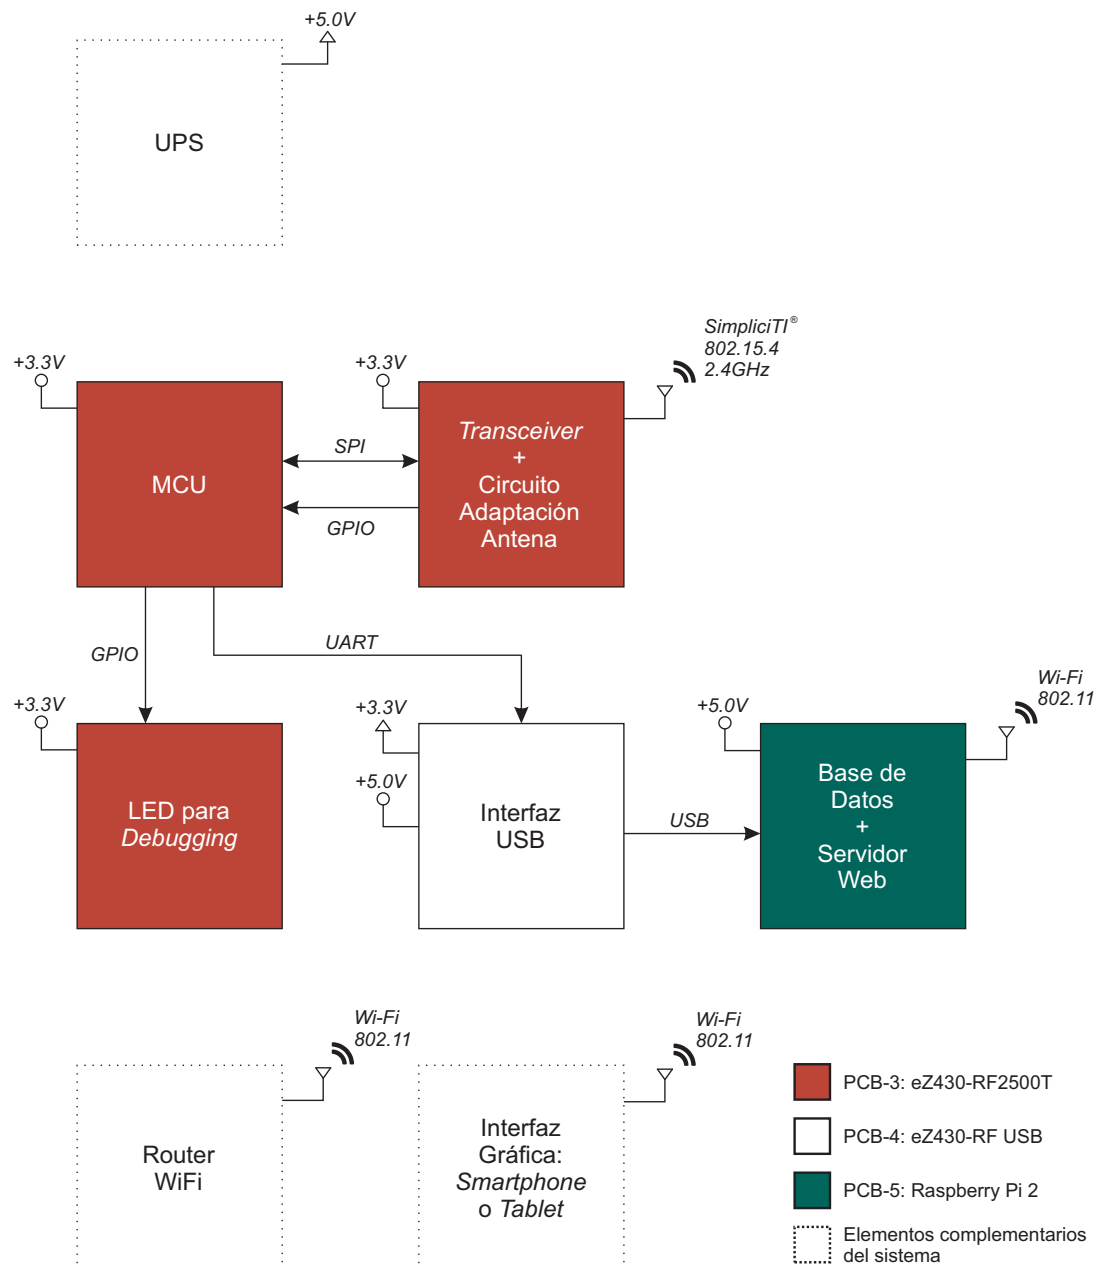 +5.0V
UPS
SimpliciTI®
802.15.4
2.4GHz
+3.3V
+3.3V
MCU
SPI
GPIO
Transceiver
+
Circuito
Adaptación
Antena
GPIO
UART
+3.3V
+3.3V
+5.0V
+5.0V
Wi-Fi
802.11
LED para
Debugging
Interfaz
USB
USB
Base de
Datos
+
Servidor
Web
Wi-Fi
802.11
Wi-Fi
802.11
Router
WiFi
Interfaz
Gráfica:
Smartphone
o Tablet
PCB-3: eZ430-RF2500T
PCB-4: eZ430-RF USB
PCB-5: Raspberry Pi 2
Elementos complementarios
del sistema